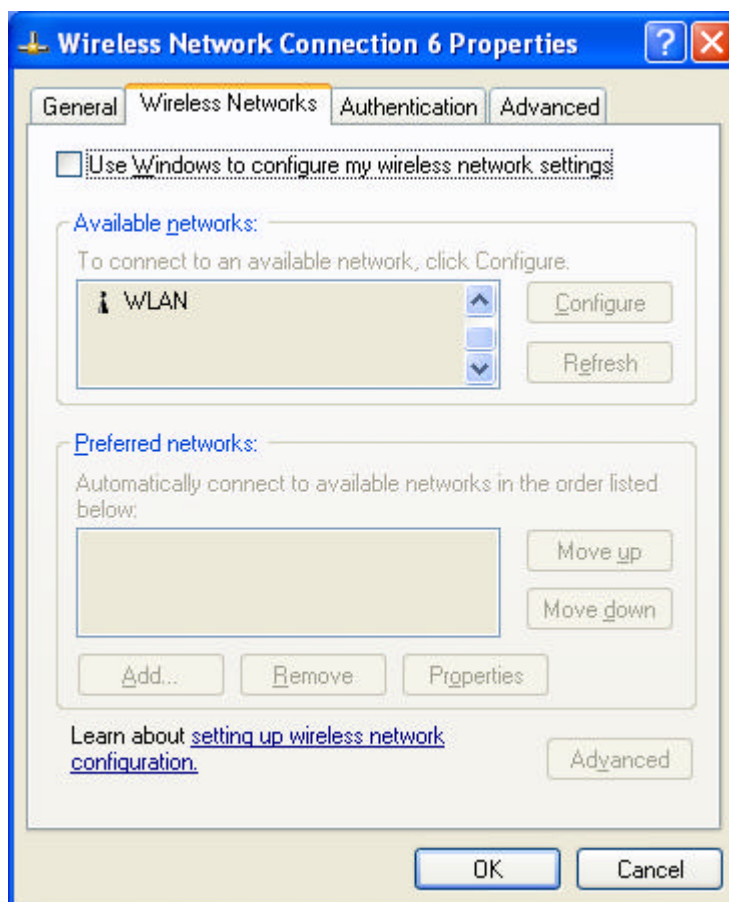 Wireless Network Connection 6 Properties
General Wireless Networks Authentication Advanced
Use Windows to configure my wireless network settings
Available networks:
To connect to an available network, click Configure.
WLAN
Configure
Refresh
Preferred networks:
Automatically connect to available networks in the order listed
below:
Move up
Move down
Add... Remove Properties
Learn about setting up wireless network
configuration.
Advanced
OK Cancel